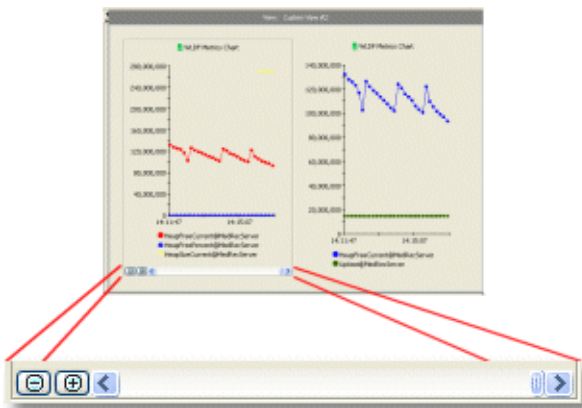 View: Custom View #2
WLDF Metrics Chart
280,000,000
240,000,000
200,000,000
160,000,000
120,000,000
80,000,000
40,000,000
0
14:11:47 14:15:07
HeapFreeCurrent@MedRecServer
HeapFreePercent@MedRecServer
HeapSizeCurrent@MedRecServer
WLDF Metrics Chart
140,000,000
120,000,000
100,000,000
80,000,000
60,000,000
40,000,000
20,000,000
0
14:11:47 14:15:07
HeapFreeCurrent@MedRecServer
Uptime@MedRecServer